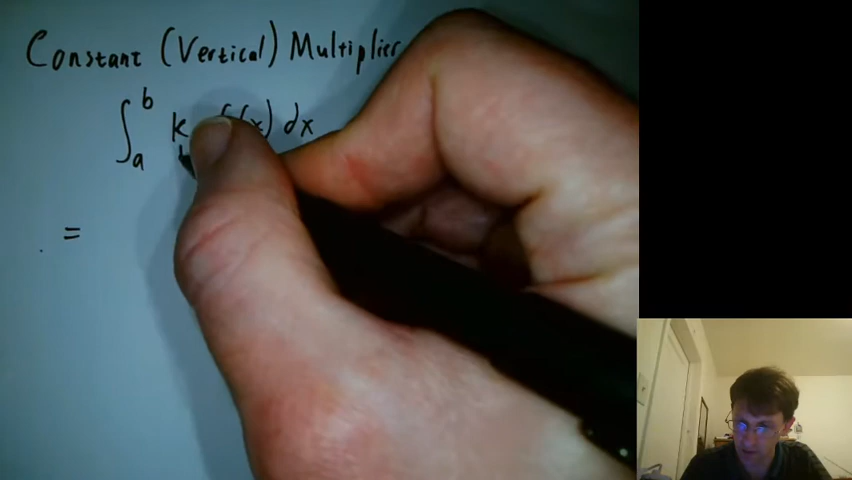 Constant (Vertical) Multiplier
∫ₐᵇ k f(x) dx
=